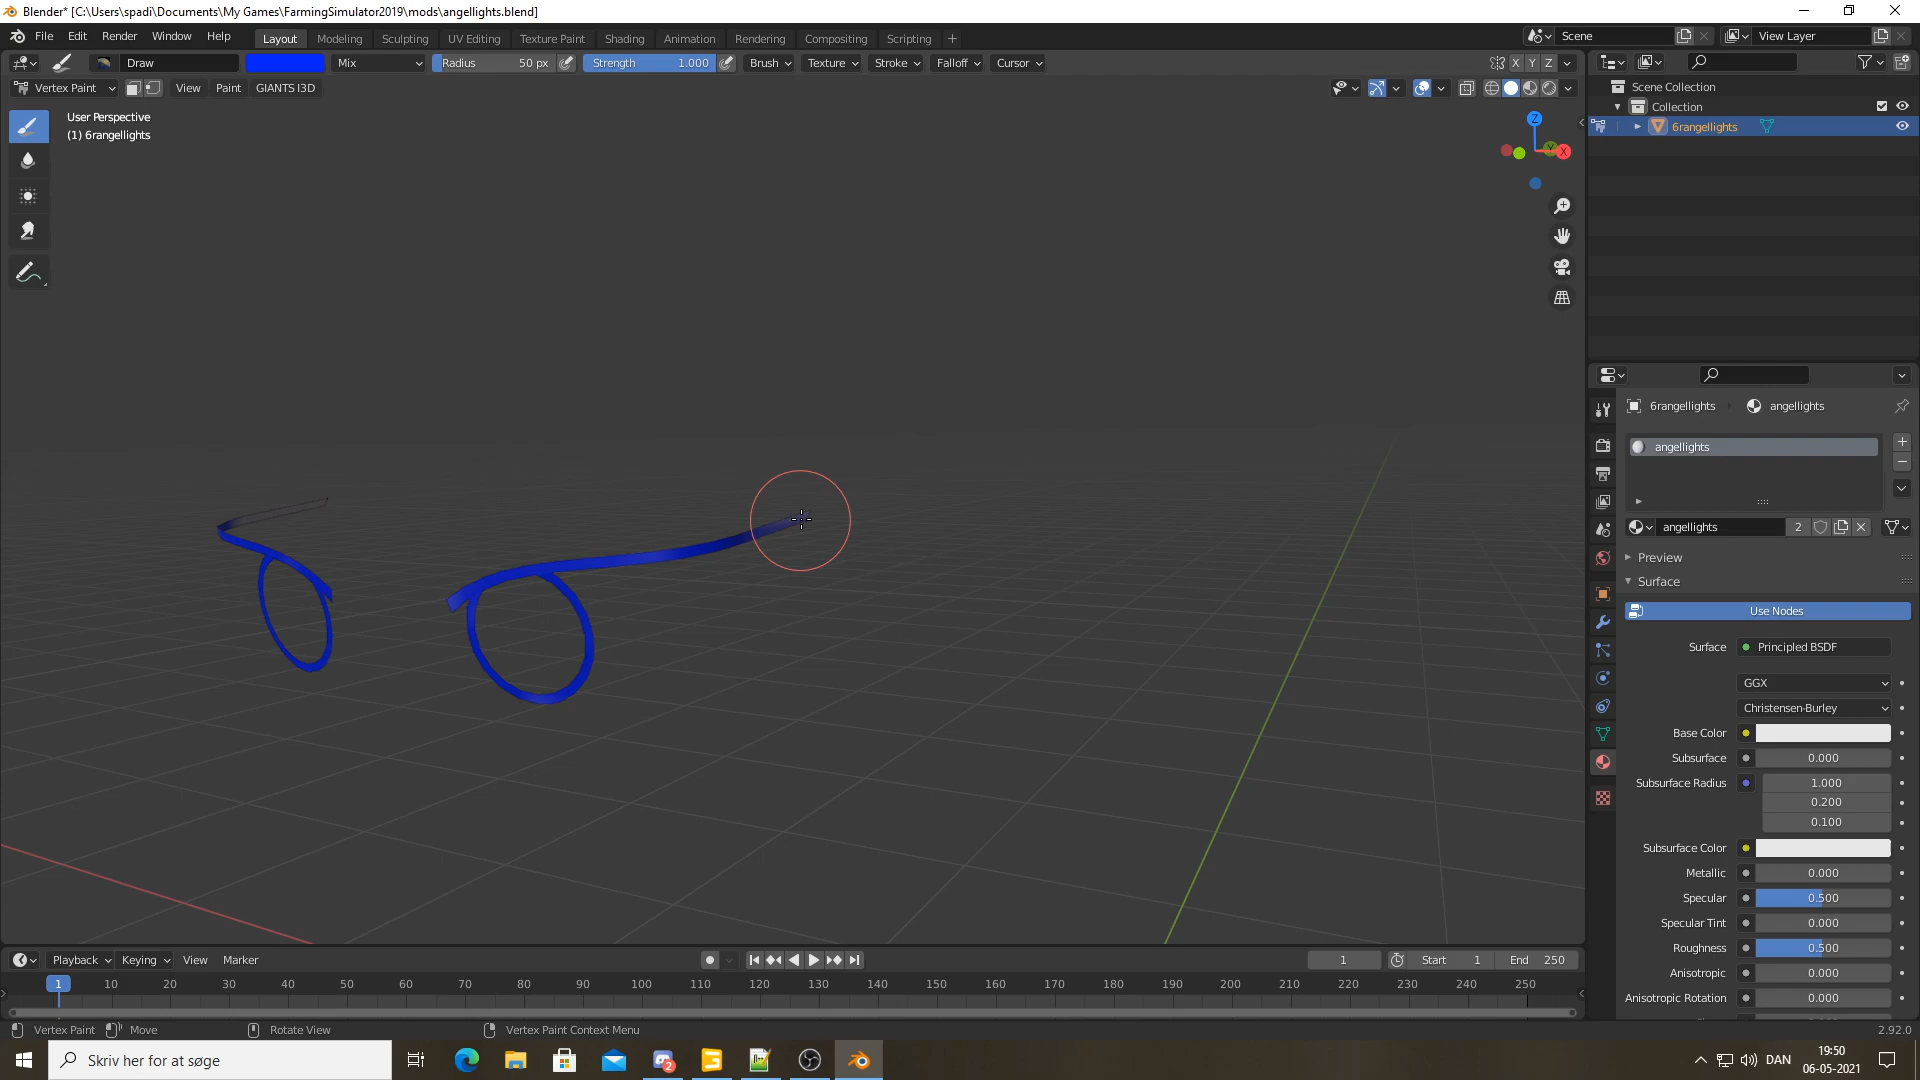 Blender* [C:\Users\spadi\Documents\My Games\FarmingSimulator2019\mods\angellights.blend]
File Edit Render Window Help Layout Modeling Sculpting UV Editing Texture Paint Shading Animation Rendering Compositing Scripting + Scene View Layer
Draw Mix Radius 50 px Strength 1.000 Brush Texture Stroke Falloff Cursor X Y Z
Vertex Paint View Paint GIANTS I3D
User Perspective
(1) 6rangellights
Z
Y
X
Scene Collection
Collection
6rangellights
6rangellights angellights
angellights
angellights 2
Preview
Surface
Use Nodes
Surface Principled BSDF
GGX
Christensen-Burley
Base Color
Subsurface 0.000
Subsurface Radius 1.000
0.200
0.100
Subsurface Color
Metallic 0.000
Specular 0.500
Specular Tint 0.000
Roughness 0.500
Anisotropic 0.000
Anisotropic Rotation 0.000
Playback Keying View Marker 1 Start 1 End 250
1 10 20 30 40 50 60 70 80 90 100 110 120 130 140 150 160 170 180 190 200 210 220 230 240 250
Vertex Paint Move Rotate View Vertex Paint Context Menu 2.92.0
Skriv her for at søge
2
DAN
19:50
06-05-2021